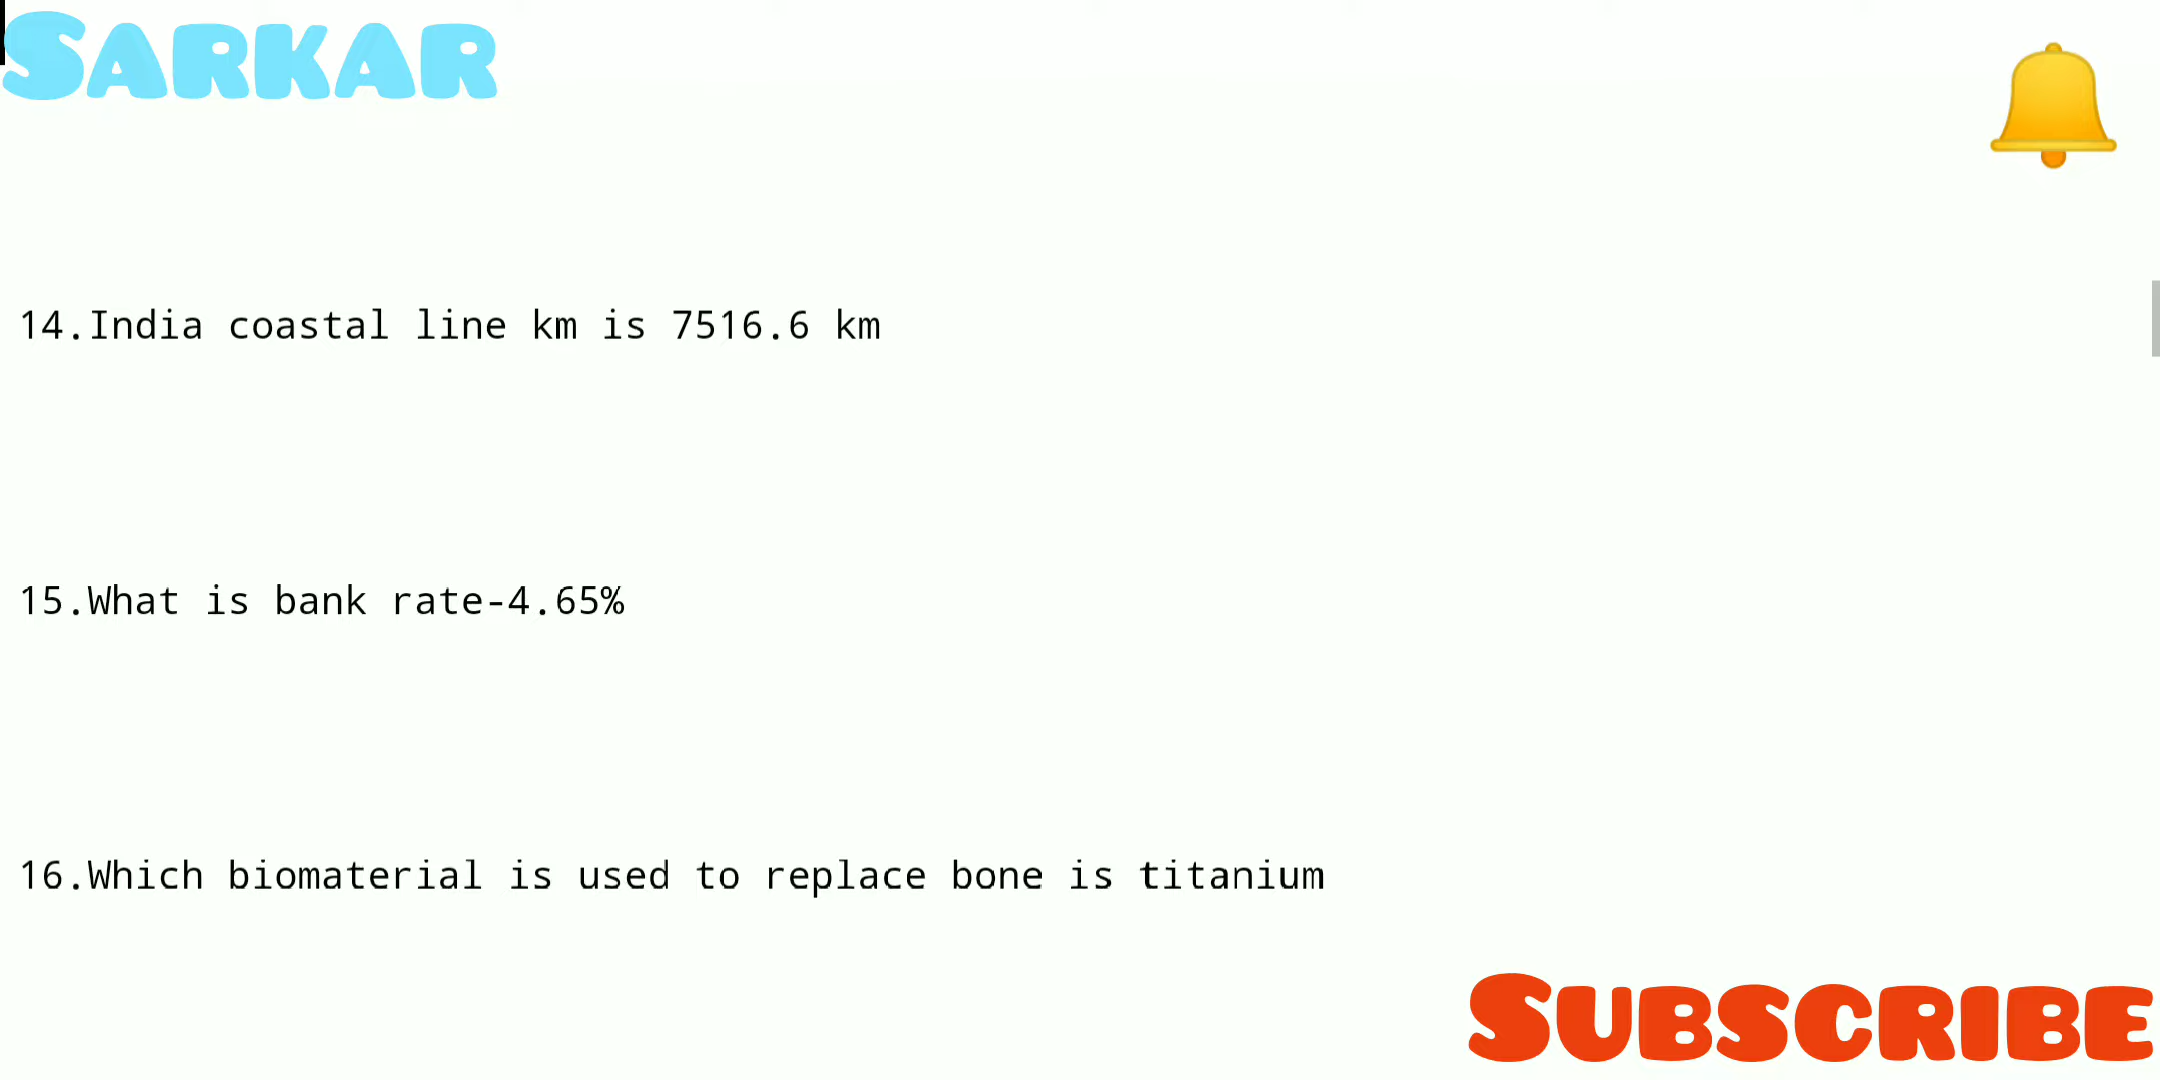 SARKAR
14.India coastal line km is 7516.6 km
15.What is bank rate-4.65%
16.Which biomaterial is used to replace bone is titanium
SUBSCRIBE